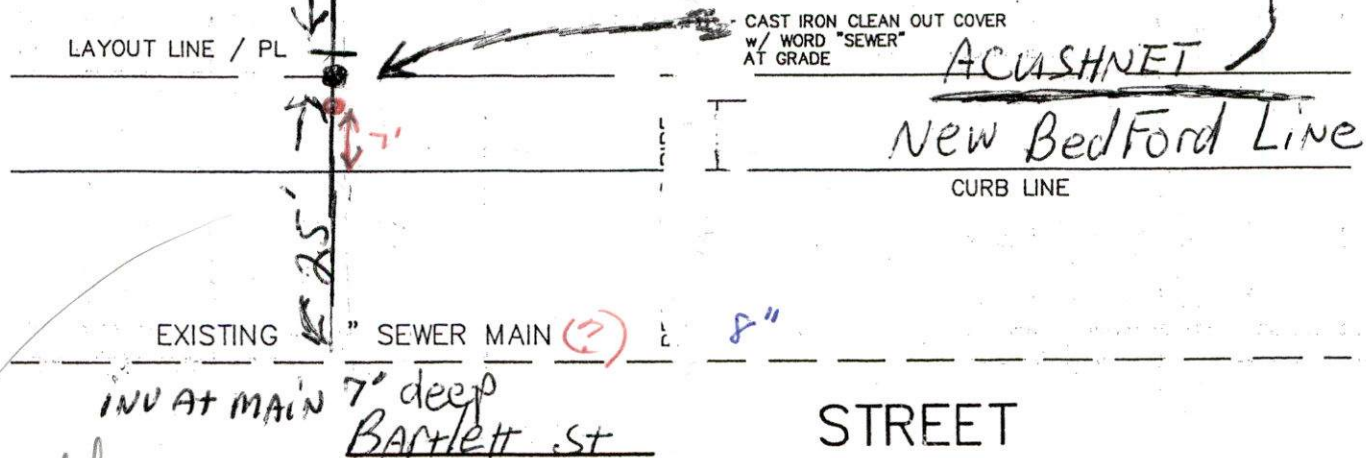 CAST IRON CLEAN OUT COVER
w/ WORD "SEWER"
AT GRADE
LAYOUT LINE / PL
ACUSHNET
New BedFord Line
7'
CURB LINE
25'
EXISTING " SEWER MAIN (?) 8"
iNV At MAiN 7' deep
BArtlett St
STREET